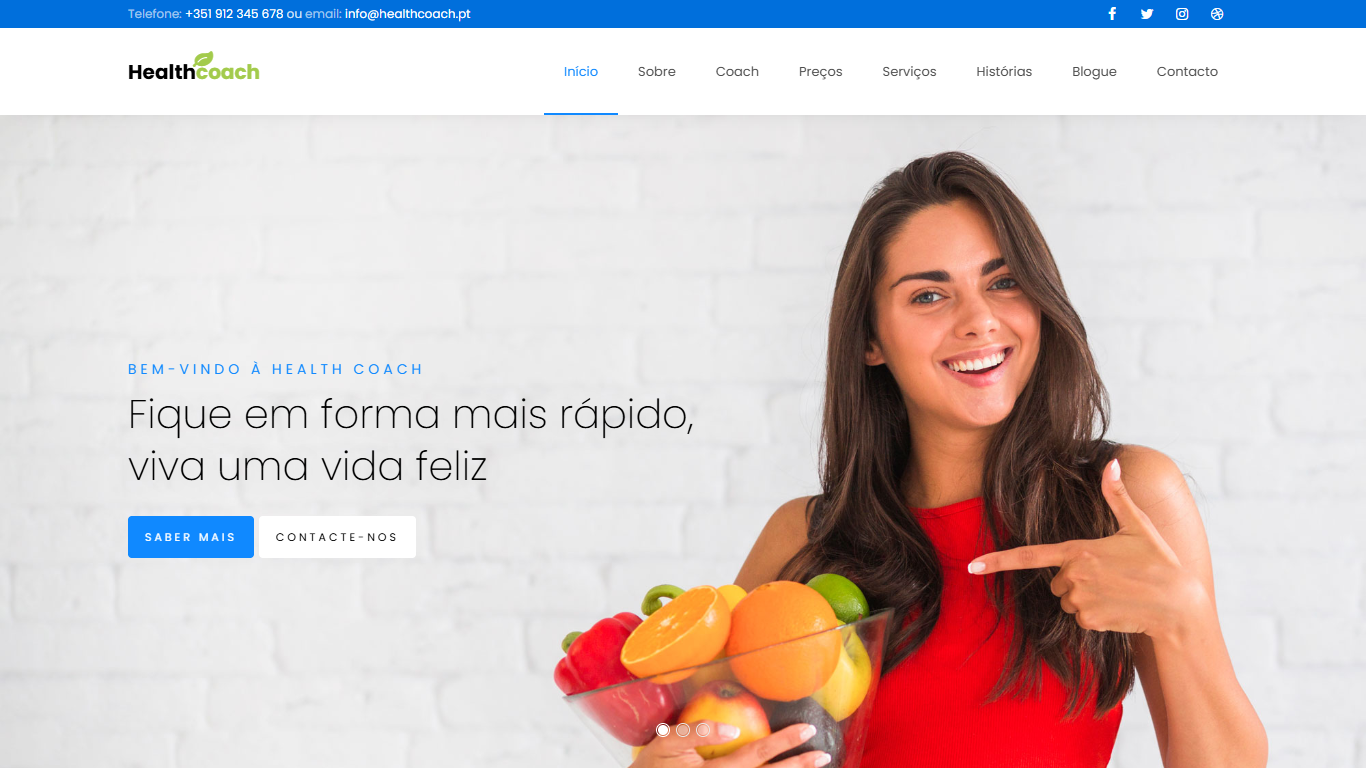 Telefone: +351 912 345 678 ou email: info@healthcoach.pt
Healthcoach
Início Sobre Coach Preços Serviços Histórias Blogue Contacto
BEM-VINDO À HEALTH COACH
Fique em forma mais rápido,
viva uma vida feliz
SABER MAIS CONTACTE-NOS